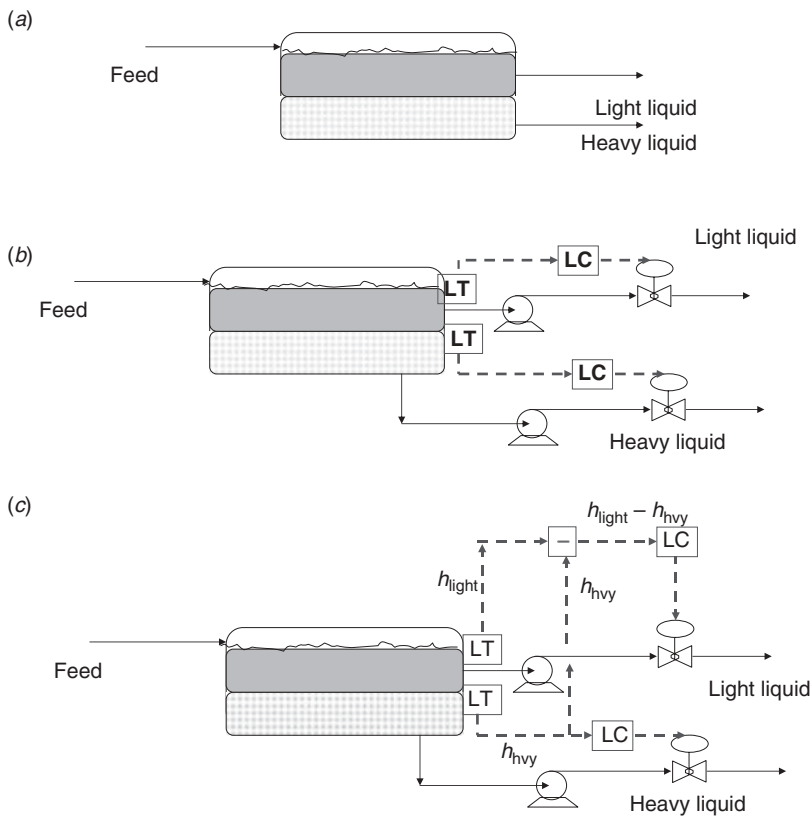 (a)
Feed
Light liquid
Heavy liquid
(b)
Light liquid
LC
LT
Feed
LT
LC
Heavy liquid
(c)
h_light – h_hvy
– LC
h_light
h_hvy
LT
Feed
LT
Light liquid
LC
h_hvy
Heavy liquid